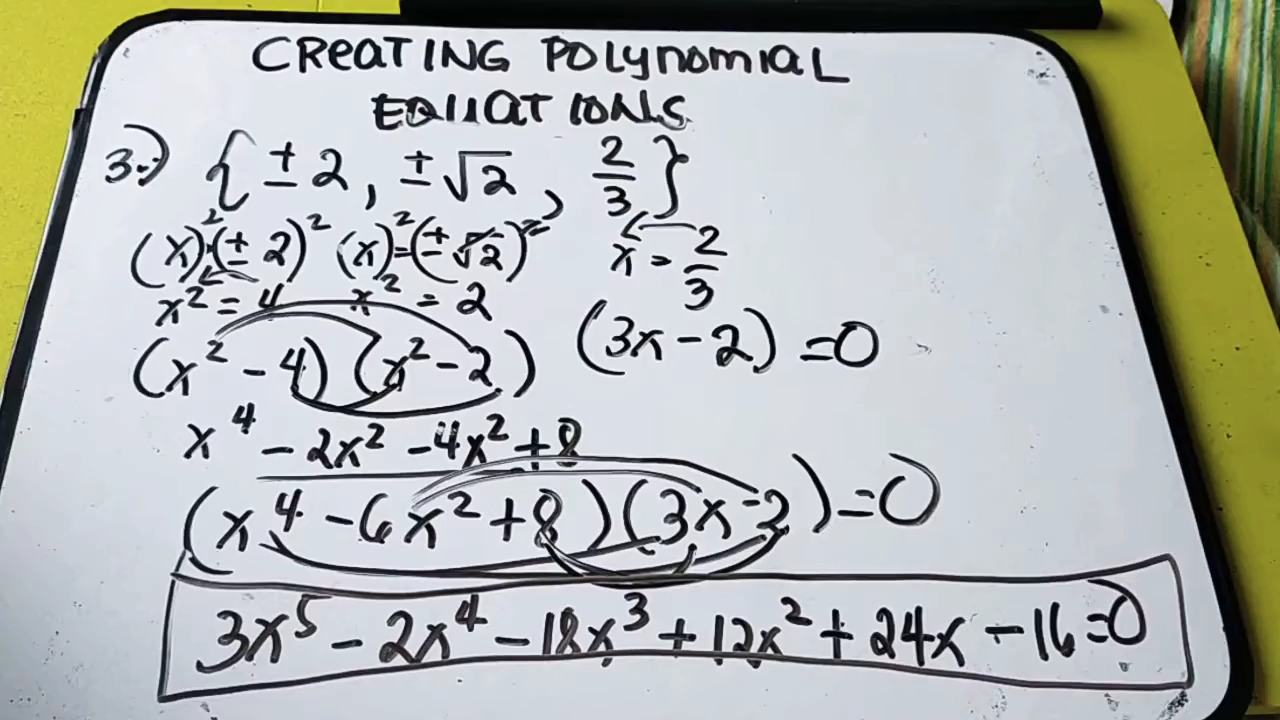 CREATING POLYNOMIAL
EQUATIONS
3.) { ± 2 , ± √2 , 2/3 }
(x)² = (± 2)² (x)² = (± √2)² x = 2/3
x² = 4 x² = 2
(x² - 4) (x² - 2) (3x - 2) = 0
x⁴ - 2x² - 4x² + 8
(x⁴ - 6x² + 8)(3x - 2) = 0
3x⁵ - 2x⁴ - 18x³ + 12x² + 24x - 16 = 0